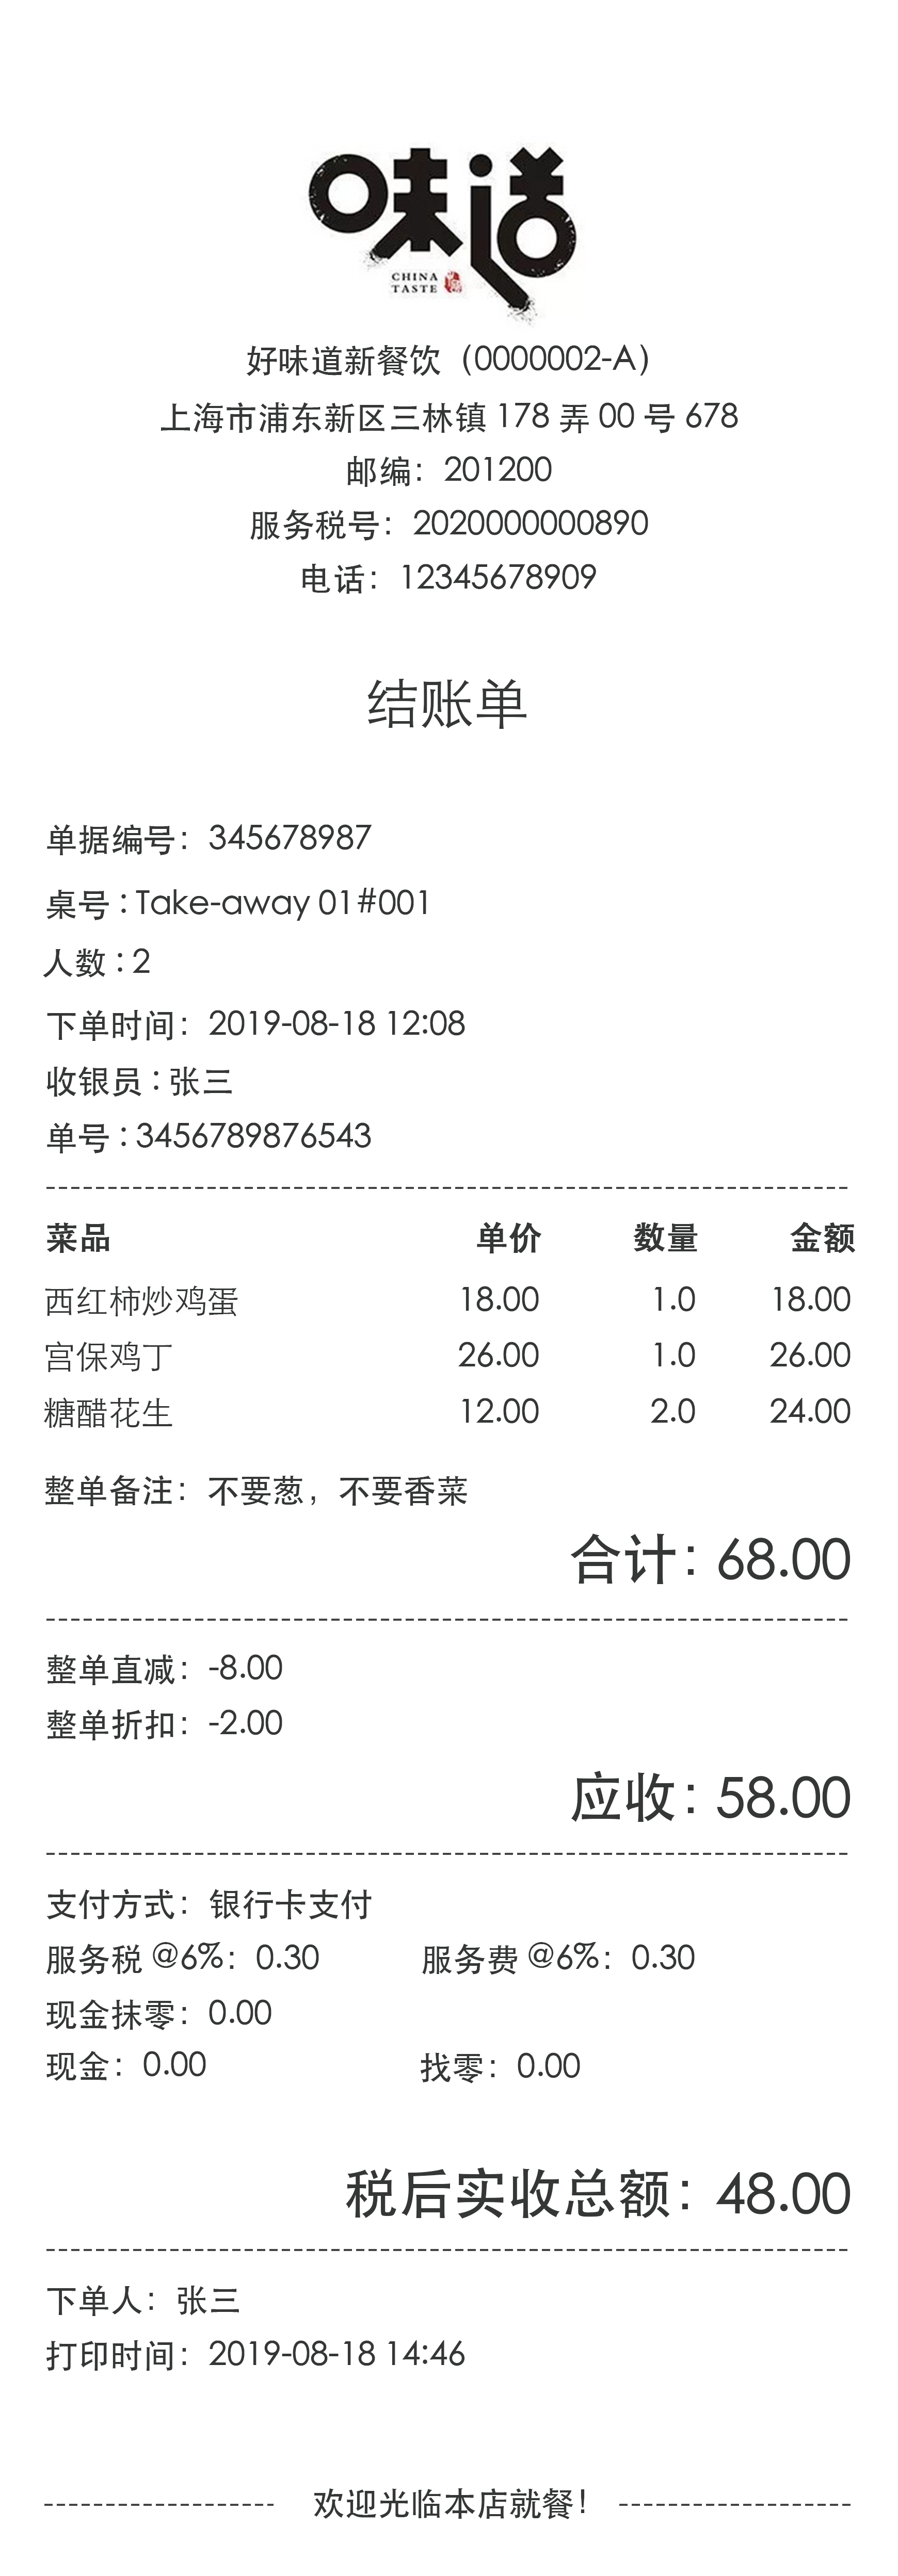 味道
CHINA
TASTE
好味道新餐饮（0000002-A）
上海市浦东新区三林镇 178 弄 00 号 678
邮编：201200
服务税号：2020000000890
电话：12345678909
结账单
单据编号：345678987
桌号：Take-away 01#001
人数：2
下单时间：2019-08-18 12:08
收银员：张三
单号：3456789876543
菜品 单价 数量 金额
西红柿炒鸡蛋 18.00 1.0 18.00
宫保鸡丁 26.00 1.0 26.00
糖醋花生 12.00 2.0 24.00
整单备注：不要葱，不要香菜
合计：68.00
整单直减：-8.00
整单折扣：-2.00
应收：58.00
支付方式：银行卡支付
服务税 @6%：0.30 服务费 @6%：0.30
现金抹零：0.00
现金：0.00 找零：0.00
税后实收总额：48.00
下单人：张三
打印时间：2019-08-18 14:46
欢迎光临本店就餐！